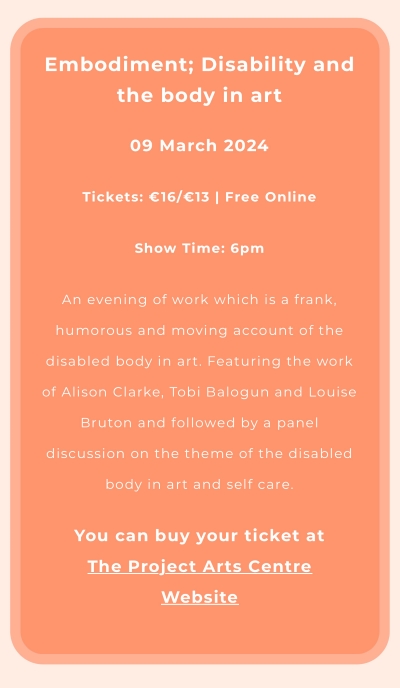 Embodiment; Disability and
the body in art
09 March 2024
Tickets: €16/€13 | Free Online
Show Time: 6pm
An evening of work which is a frank,
humorous and moving account of the
disabled body in art. Featuring the work
of Alison Clarke, Tobi Balogun and Louise
Bruton and followed by a panel
discussion on the theme of the disabled
body in art and self care.
You can buy your ticket at
The Project Arts Centre
Website